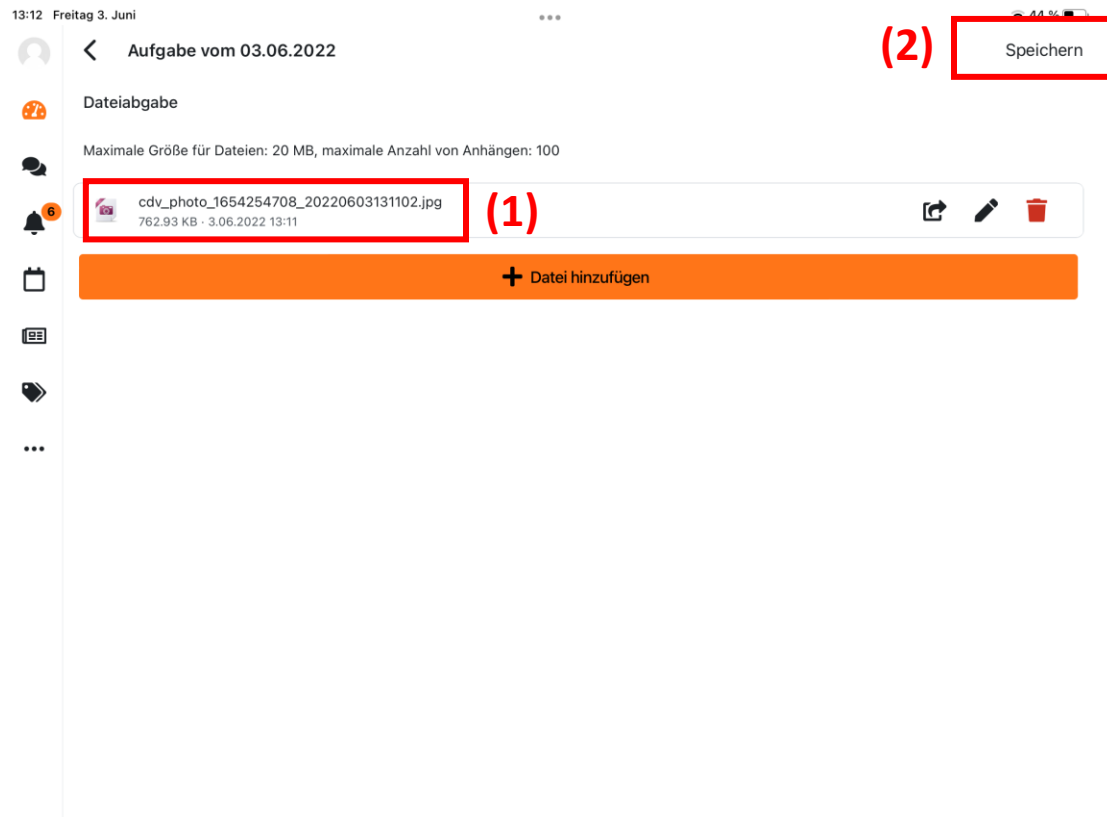 13:12 Freitag 3. Juni
44 %
Aufgabe vom 03.06.2022
(2)
Speichern
Dateiabgabe
Maximale Größe für Dateien: 20 MB, maximale Anzahl von Anhängen: 100
cdv_photo_1654254708_20220603131102.jpg
762.93 KB · 3.06.2022 13:11
(1)
6
Datei hinzufügen